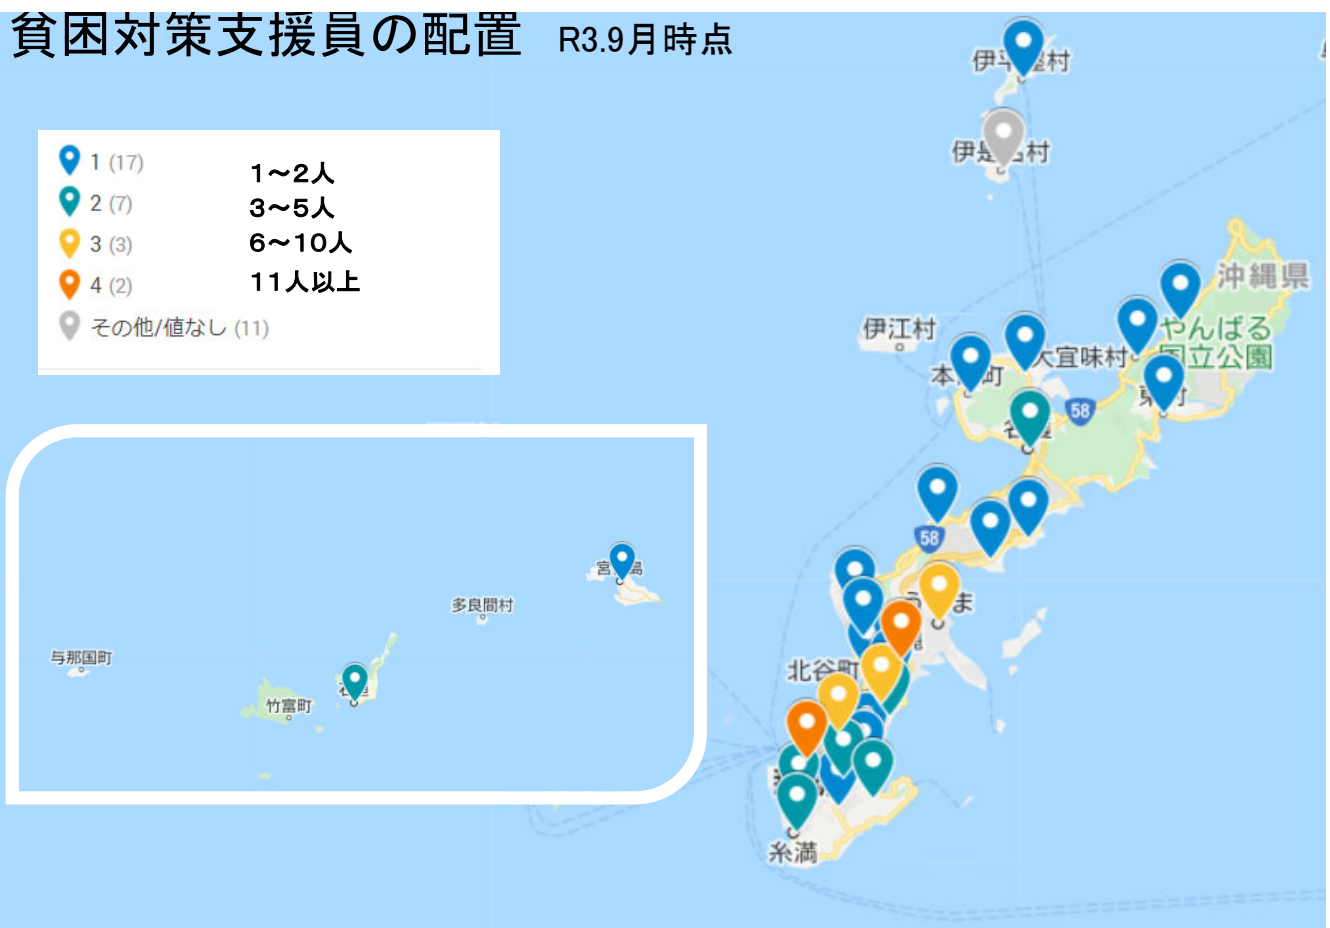 貧困対策支援員の配置 R3.9月時点
1 (17) 1～2人
2 (7) 3～5人
3 (3) 6～10人
4 (2) 11人以上
その他/値なし (11)
沖縄県
伊江村
やんばる
国立公園
大宜味村
58
58
北谷町
宮 島
多良間村
与那国町
竹富町
糸満